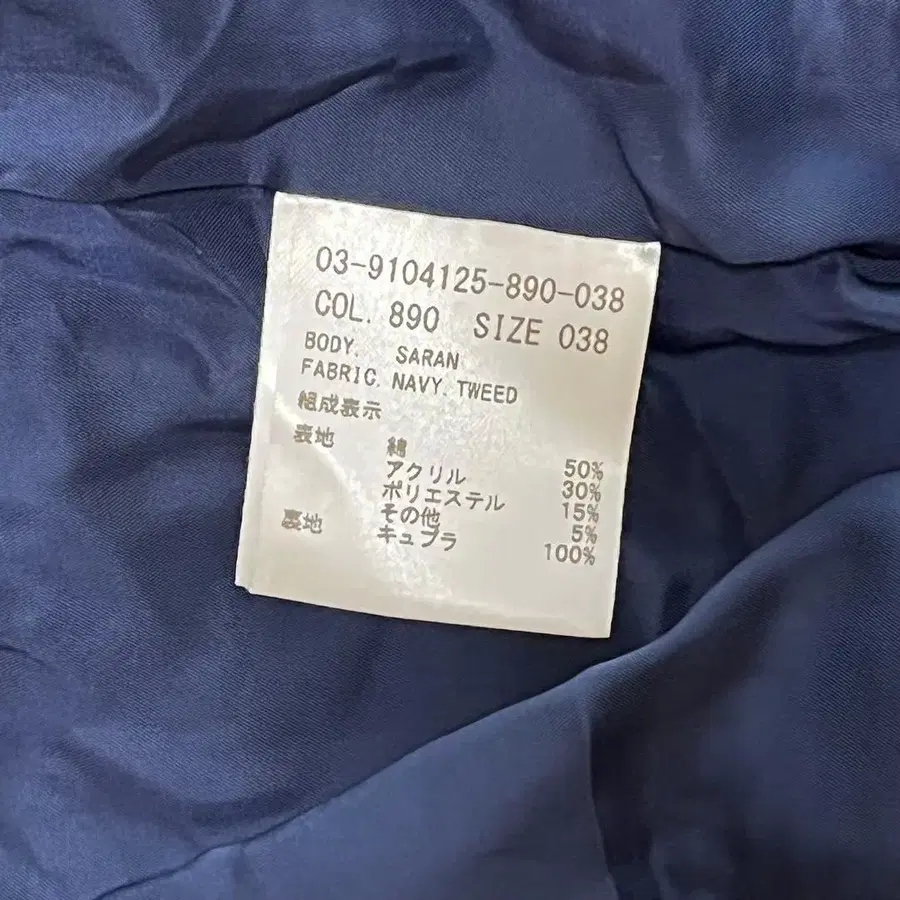 03-9104125-890-038
COL. 890 SIZE 038
BODY. SARAN
FABRIC. NAVY. TWEED
組成表示
表地 綿 50%
アクリル 30%
ポリエステル 15%
その他 5%
裏地 キュプラ 100%